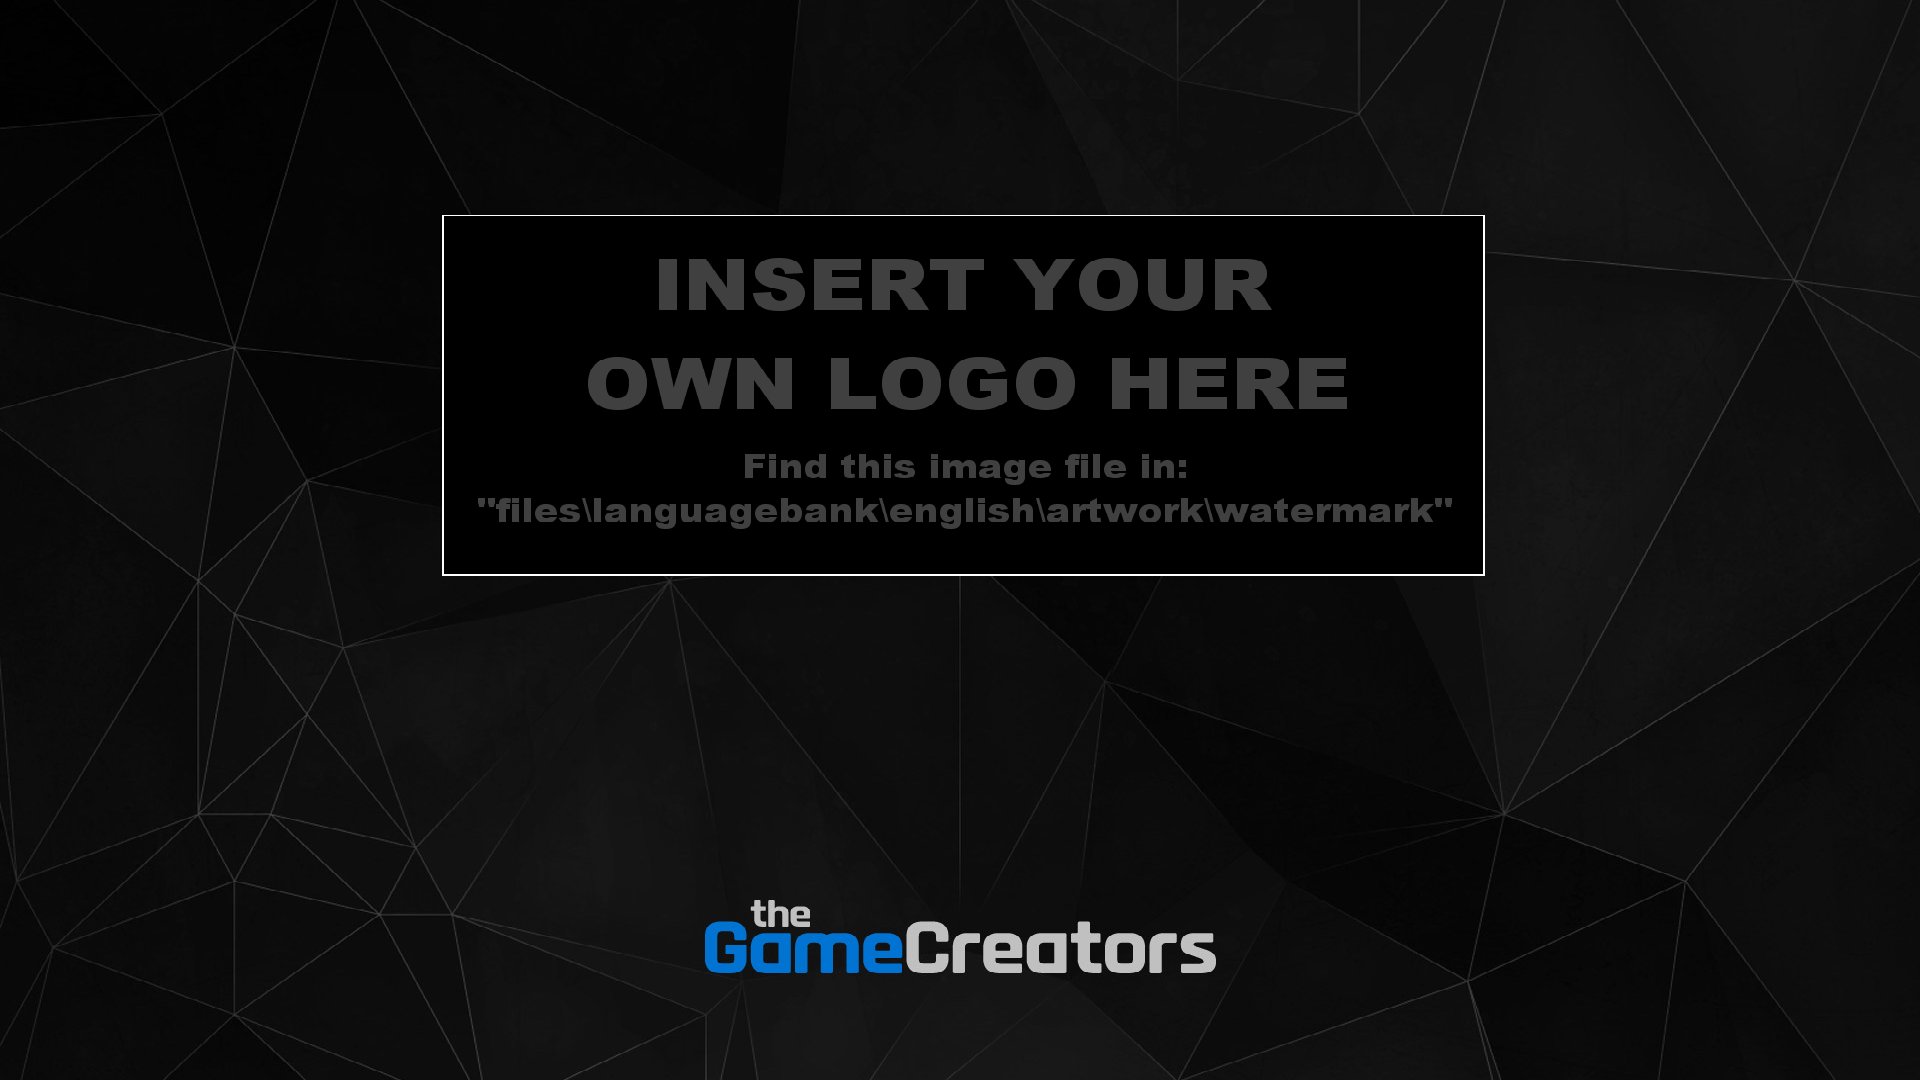 INSERT YOUR
OWN LOGO HERE
Find this image file in:
"files\languagebank\english\artwork\watermark"
the
GameCreators